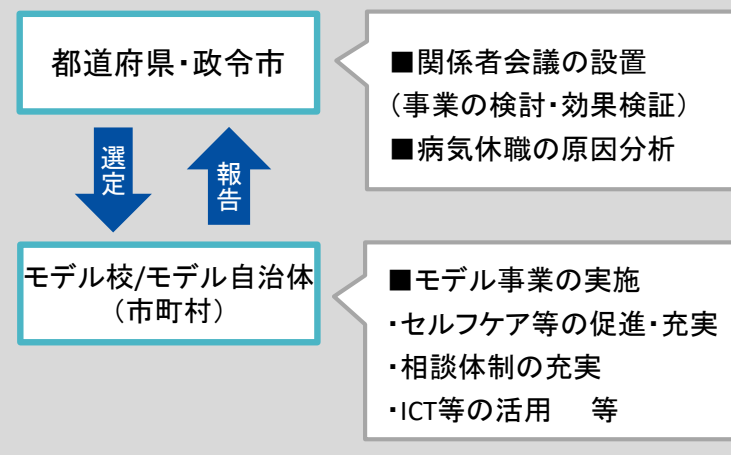 都道府県・政令市
■関係者会議の設置
（事業の検討・効果検証）
■病気休職の原因分析
選定
報告
モデル校/モデル自治体
（市町村）
■モデル事業の実施
・セルフケア等の促進・充実
・相談体制の充実
・ICT等の活用　等